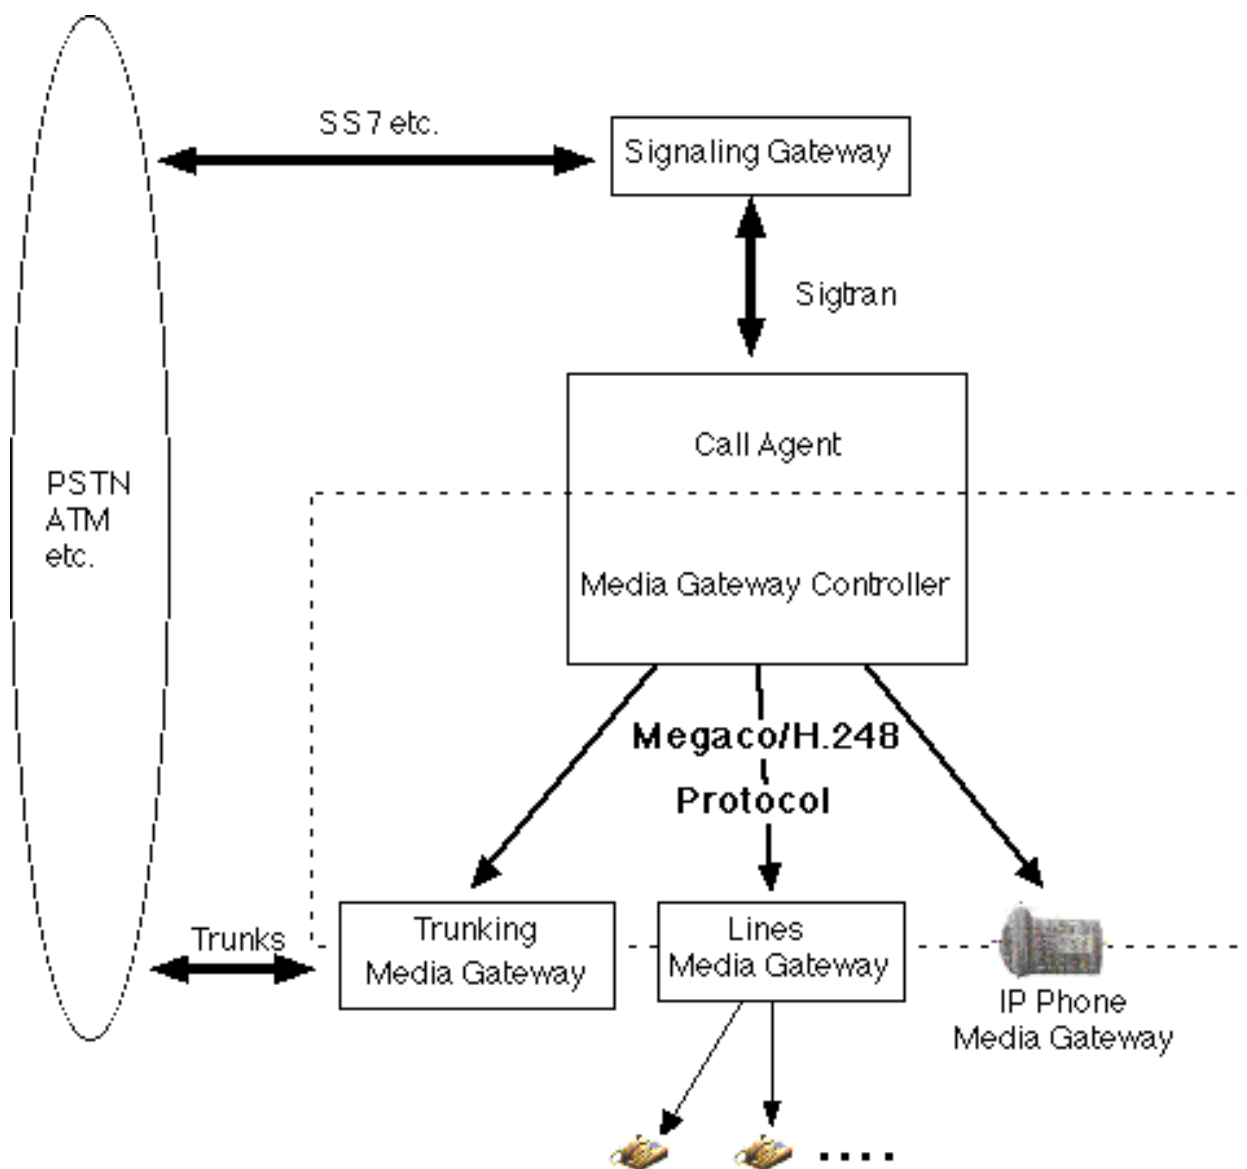 SS7 etc.
Signaling Gateway
Sigtran
Call Agent
PSTN
ATM
etc.
Media Gateway Controller
Megaco/H.248
Protocol
Trunks
Trunking
Media Gateway
Lines
Media Gateway
IP Phone
Media Gateway